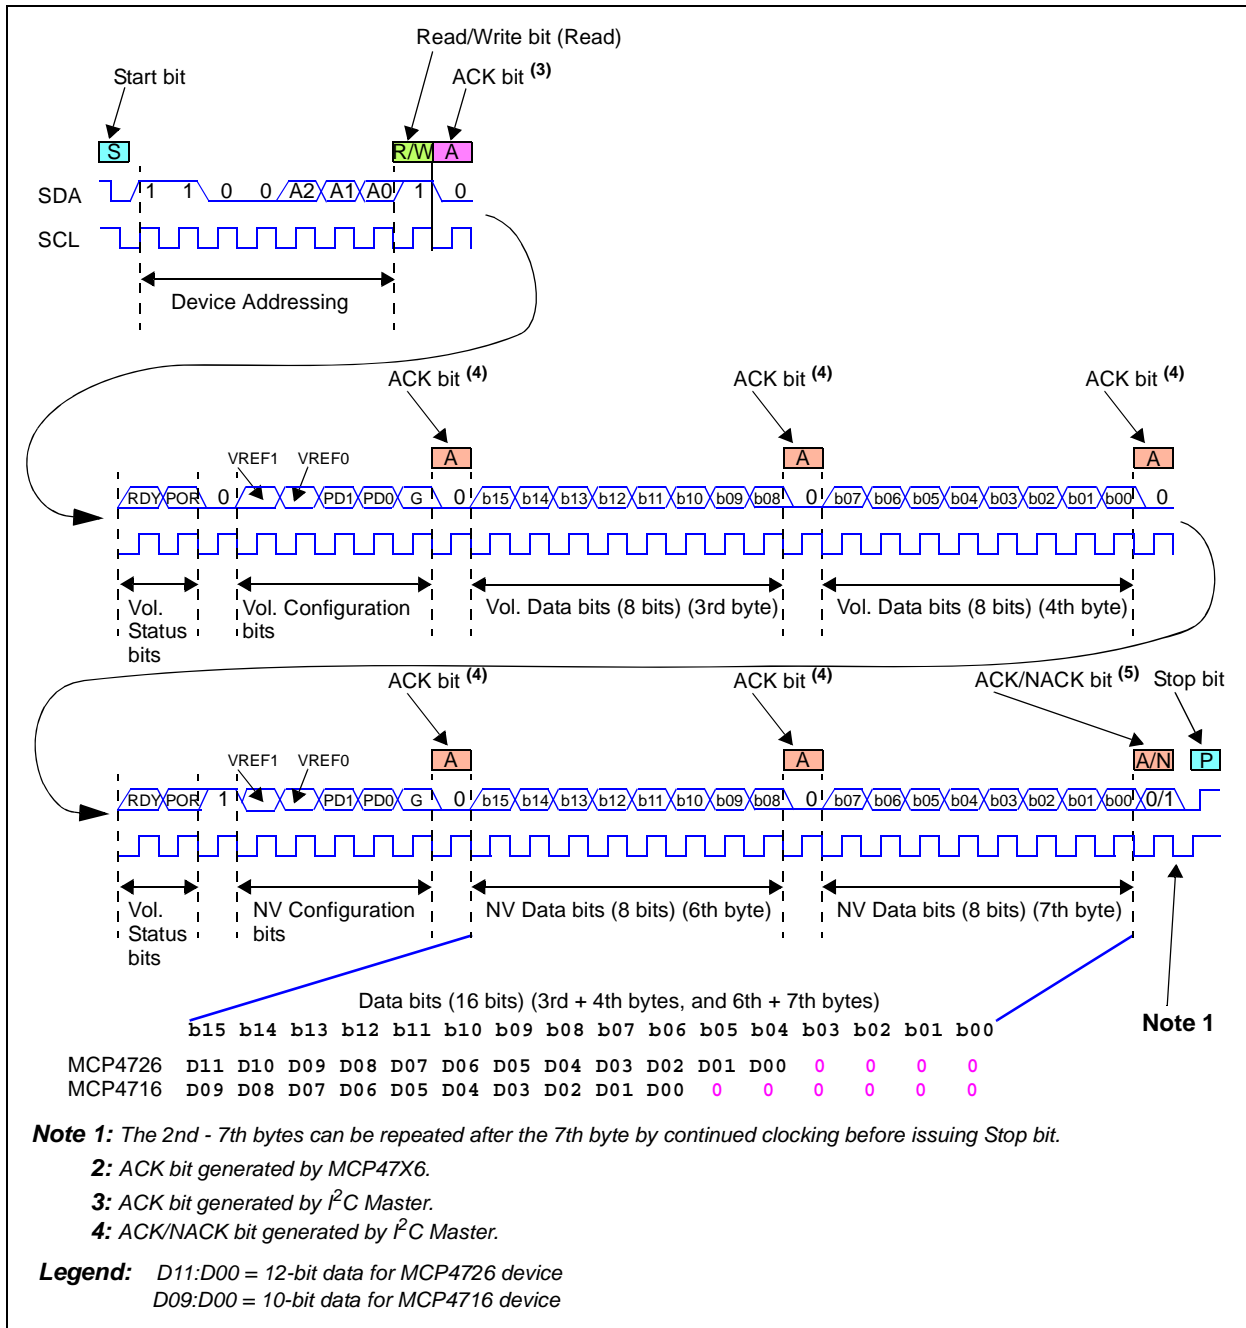 Read/Write bit (Read)
Start bit
ACK bit (3)
S
R/W A
SDA 1 1 0 0 A2 A1 A0 1 0
SCL
Device Addressing
ACK bit (4) ACK bit (4) ACK bit (4)
A A A
VREF1 VREF0
RDY POR 0 PD1 PD0 G 0 b15 b14 b13 b12 b11 b10 b09 b08 0 b07 b06 b05 b04 b03 b02 b01 b00 0
Vol. Status bits
Vol. Configuration bits
Vol. Data bits (8 bits) (3rd byte)
Vol. Data bits (8 bits) (4th byte)
ACK bit (4) ACK bit (4) ACK/NACK bit (5) Stop bit
A A A/N P
VREF1 VREF0
RDY POR 1 PD1 PD0 G 0 b15 b14 b13 b12 b11 b10 b09 b08 0 b07 b06 b05 b04 b03 b02 b01 b00 0/1
Vol. Status bits
NV Configuration bits
NV Data bits (8 bits) (6th byte)
NV Data bits (8 bits) (7th byte)
Note 1
Data bits (16 bits) (3rd + 4th bytes, and 6th + 7th bytes)
b15 b14 b13 b12 b11 b10 b09 b08 b07 b06 b05 b04 b03 b02 b01 b00
MCP4726 D11 D10 D09 D08 D07 D06 D05 D04 D03 D02 D01 D00 0 0 0 0
MCP4716 D09 D08 D07 D06 D05 D04 D03 D02 D01 D00 0 0 0 0 0 0
Note 1: The 2nd - 7th bytes can be repeated after the 7th byte by continued clocking before issuing Stop bit.
2: ACK bit generated by MCP47X6.
3: ACK bit generated by I2C Master.
4: ACK/NACK bit generated by I2C Master.
Legend: D11:D00 = 12-bit data for MCP4726 device
D09:D00 = 10-bit data for MCP4716 device